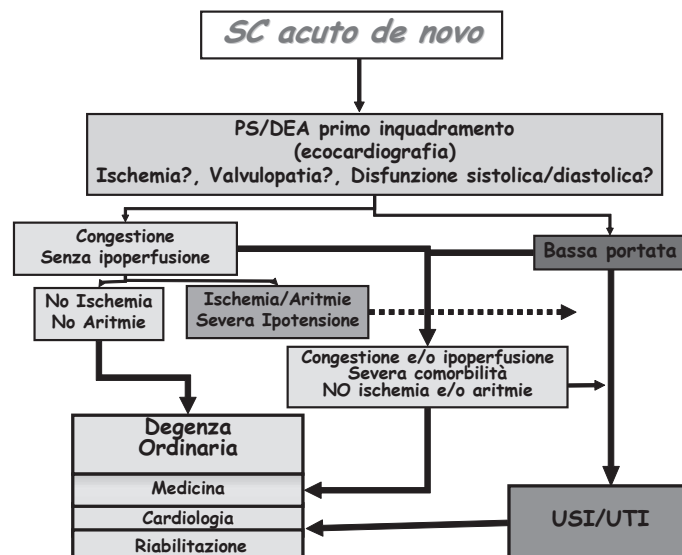 SC acuto de novo
PS/DEA primo inquadramento
(ecocardiografia)
Ischemia?, Valvulopatia?, Disfunzione sistolica/diastolica?
Congestione
Senza ipoperfusione
Bassa portata
No Ischemia
No Aritmie
Ischemia/Aritmie
Severa Ipotensione
Congestione e/o ipoperfusione
Severa comorbilità
NO ischemia e/o aritmie
Degenza
Ordinaria
Medicina
Cardiologia
Riabilitazione
USI/UTI